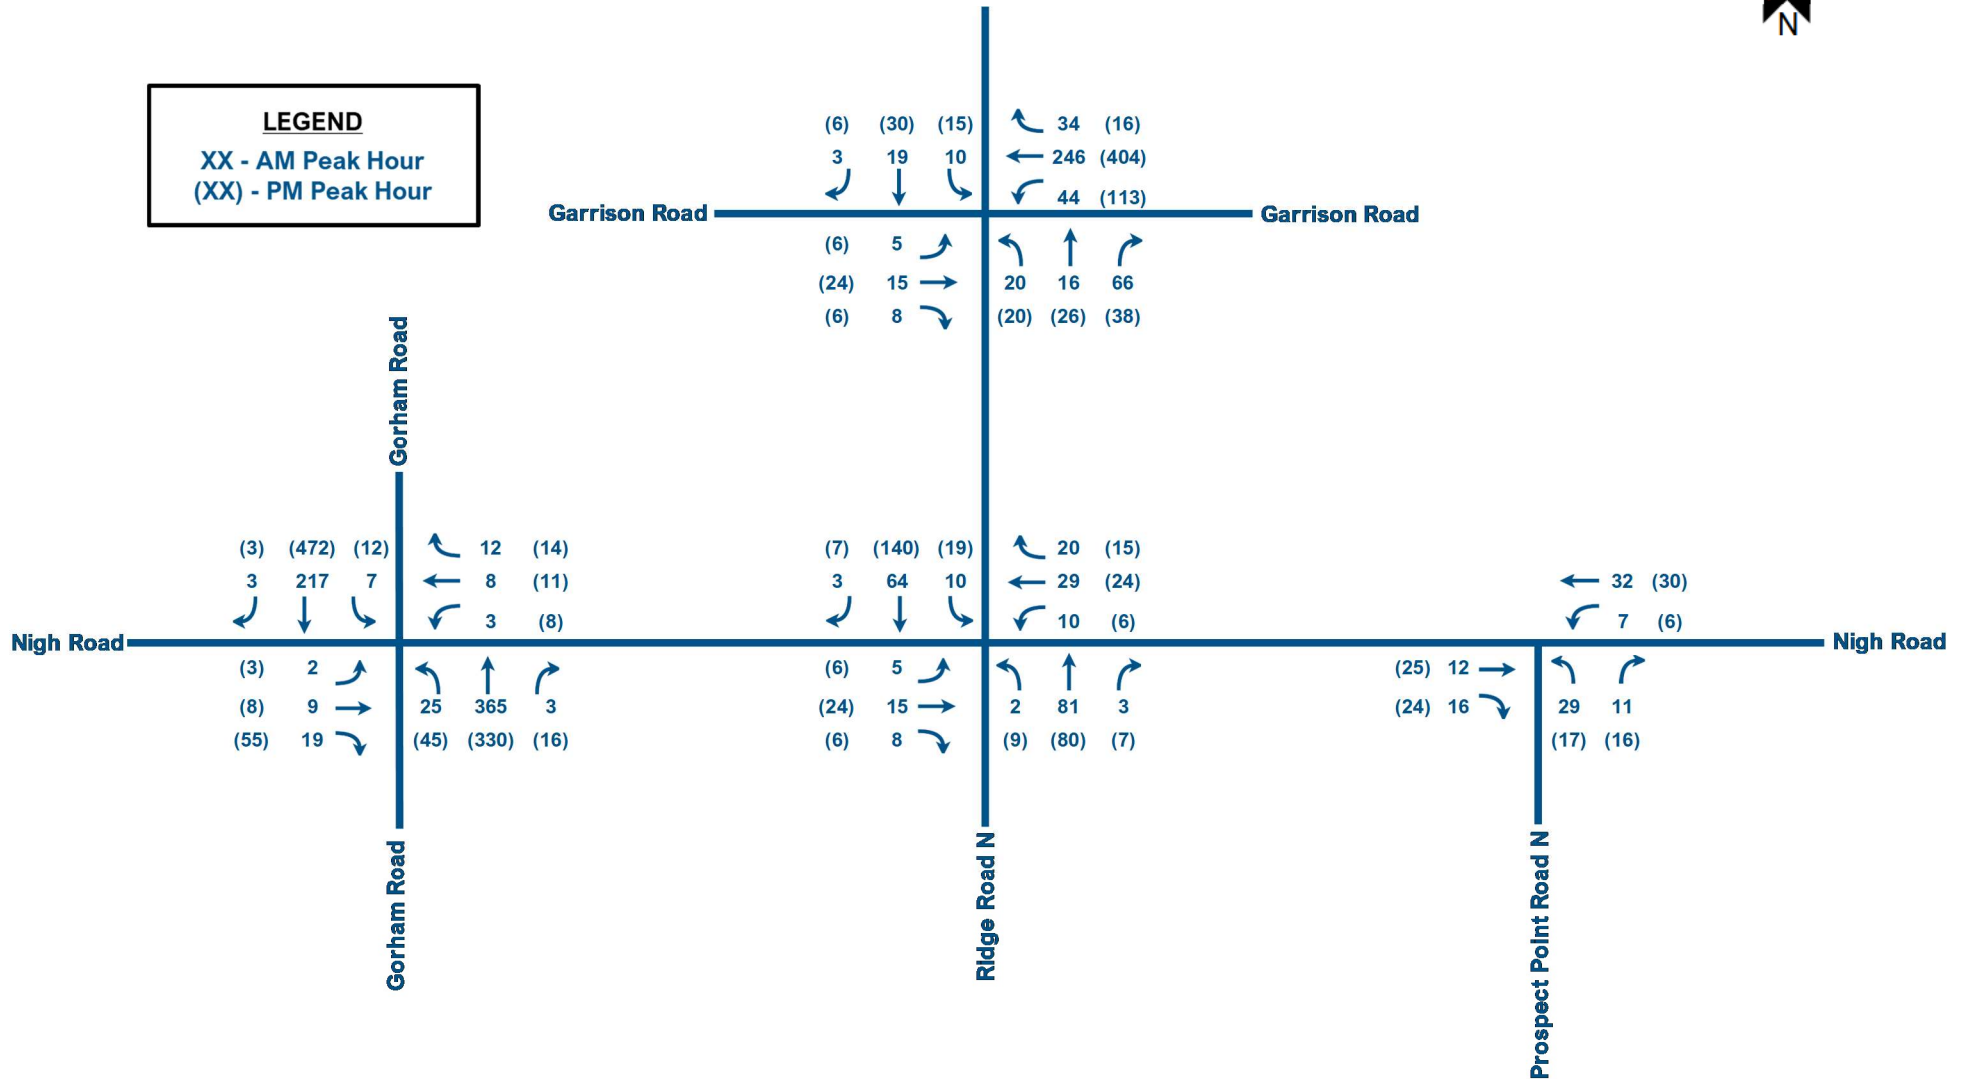 N
LEGEND
XX - AM Peak Hour
(XX) - PM Peak Hour
(6) (30) (15) 34 (16)
3 19 10 246 (404)
44 (113)
Garrison Road Garrison Road
(6) 5
(24) 15 20 16 66
(6) 8 (20) (26) (38)
Gorham Road
(3) (472) (12) 12 (14) (7) (140) (19) 20 (15)
3 217 7 8 (11) 3 64 10 29 (24) 32 (30)
3 (8) 10 (6) 7 (6)
Nigh Road Nigh Road
(3) 2 (6) 5 (25) 12
(8) 9 25 365 3 (24) 15 2 81 3 (24) 16 29 11
(55) 19 (45) (330) (16) (6) 8 (9) (80) (7) (17) (16)
Gorham Road
Ridge Road N
Prospect Point Road N